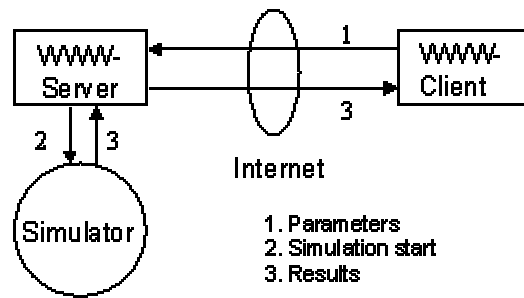 WWW-
Server
1
WWW-
Client
3
2
3
Internet
Simulator
1. Parameters
2. Simulation start
3. Results